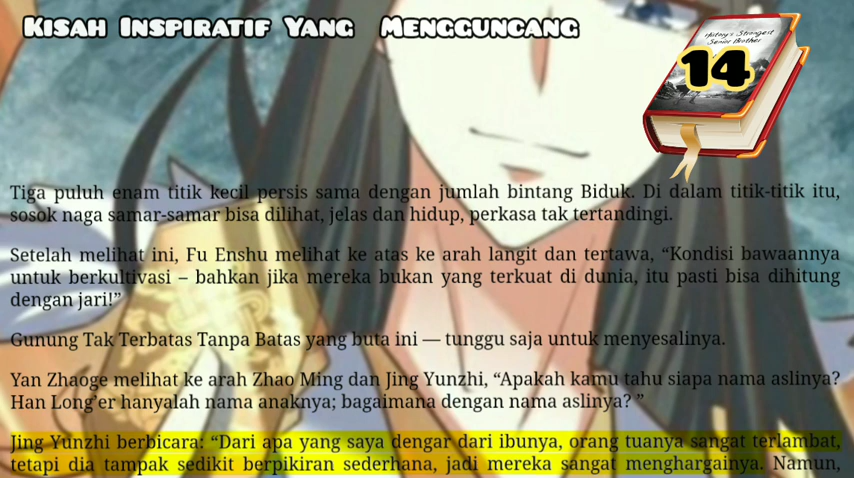 Kisah Inspiratif Yang Menggungcang
History's Strongest
Senior Brother
14
Tiga puluh enam titik kecil persis sama dengan jumlah bintang Biduk. Di dalam titik-titik itu,
sosok naga samar-samar bisa dilihat, jelas dan hidup, perkasa tak tertandingi.
Setelah melihat ini, Fu Enshu melihat ke atas ke arah langit dan tertawa, “Kondisi bawaannya
untuk berkultivasi – bahkan jika mereka bukan yang terkuat di dunia, itu pasti bisa dihitung
dengan jari!”
Gunung Tak Terbatas Tanpa Batas yang buta ini — tunggu saja untuk menyesalinya.
Yan Zhaoge melihat ke arah Zhao Ming dan Jing Yunzhi, “Apakah kamu tahu siapa nama aslinya?
Han Long’er hanyalah nama anaknya; bagaimana dengan nama aslinya? ”
Jing Yunzhi berbicara: “Dari apa yang saya dengar dari ibunya, orang tuanya sangat terlambat,
tetapi dia tampak sedikit berpikiran sederhana, jadi mereka sangat menghargainya. Namun,